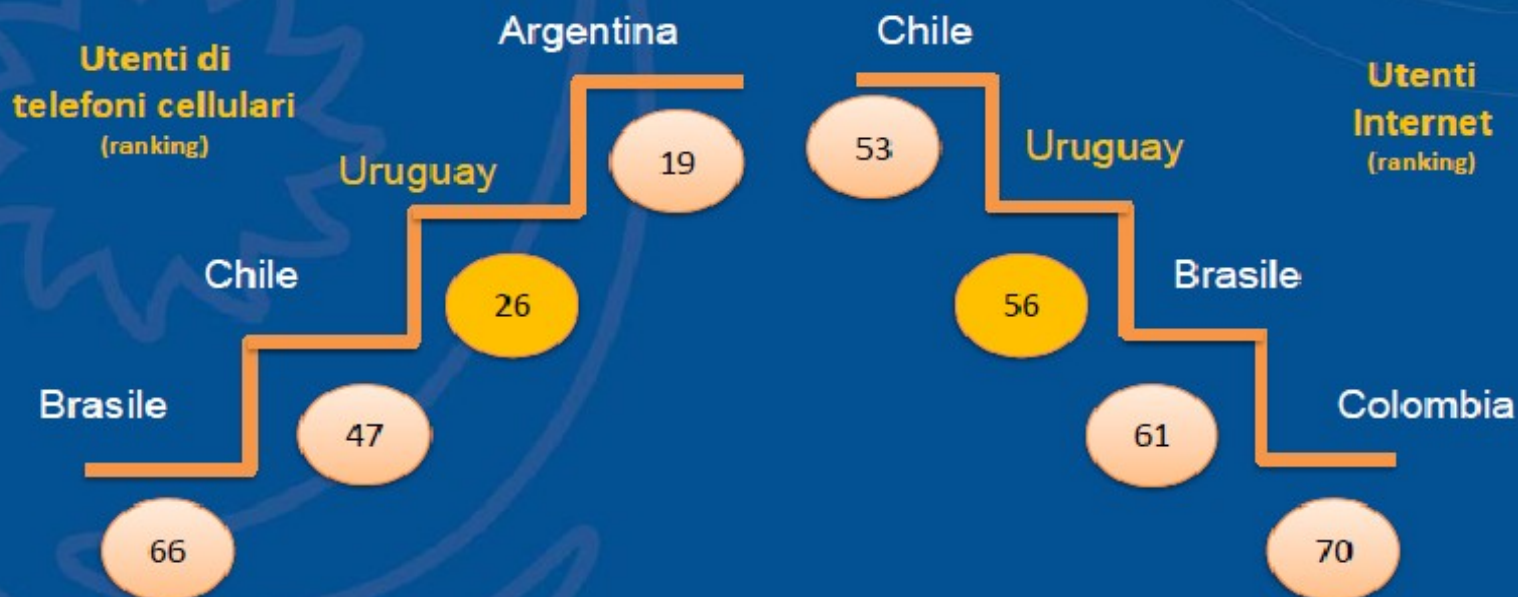 Utenti di
telefoni cellulari
(ranking)
Argentina
19
Uruguay
26
Chile
47
Brasile
66
Utenti
Internet
(ranking)
Chile
53
Uruguay
56
Brasile
61
Colombia
70